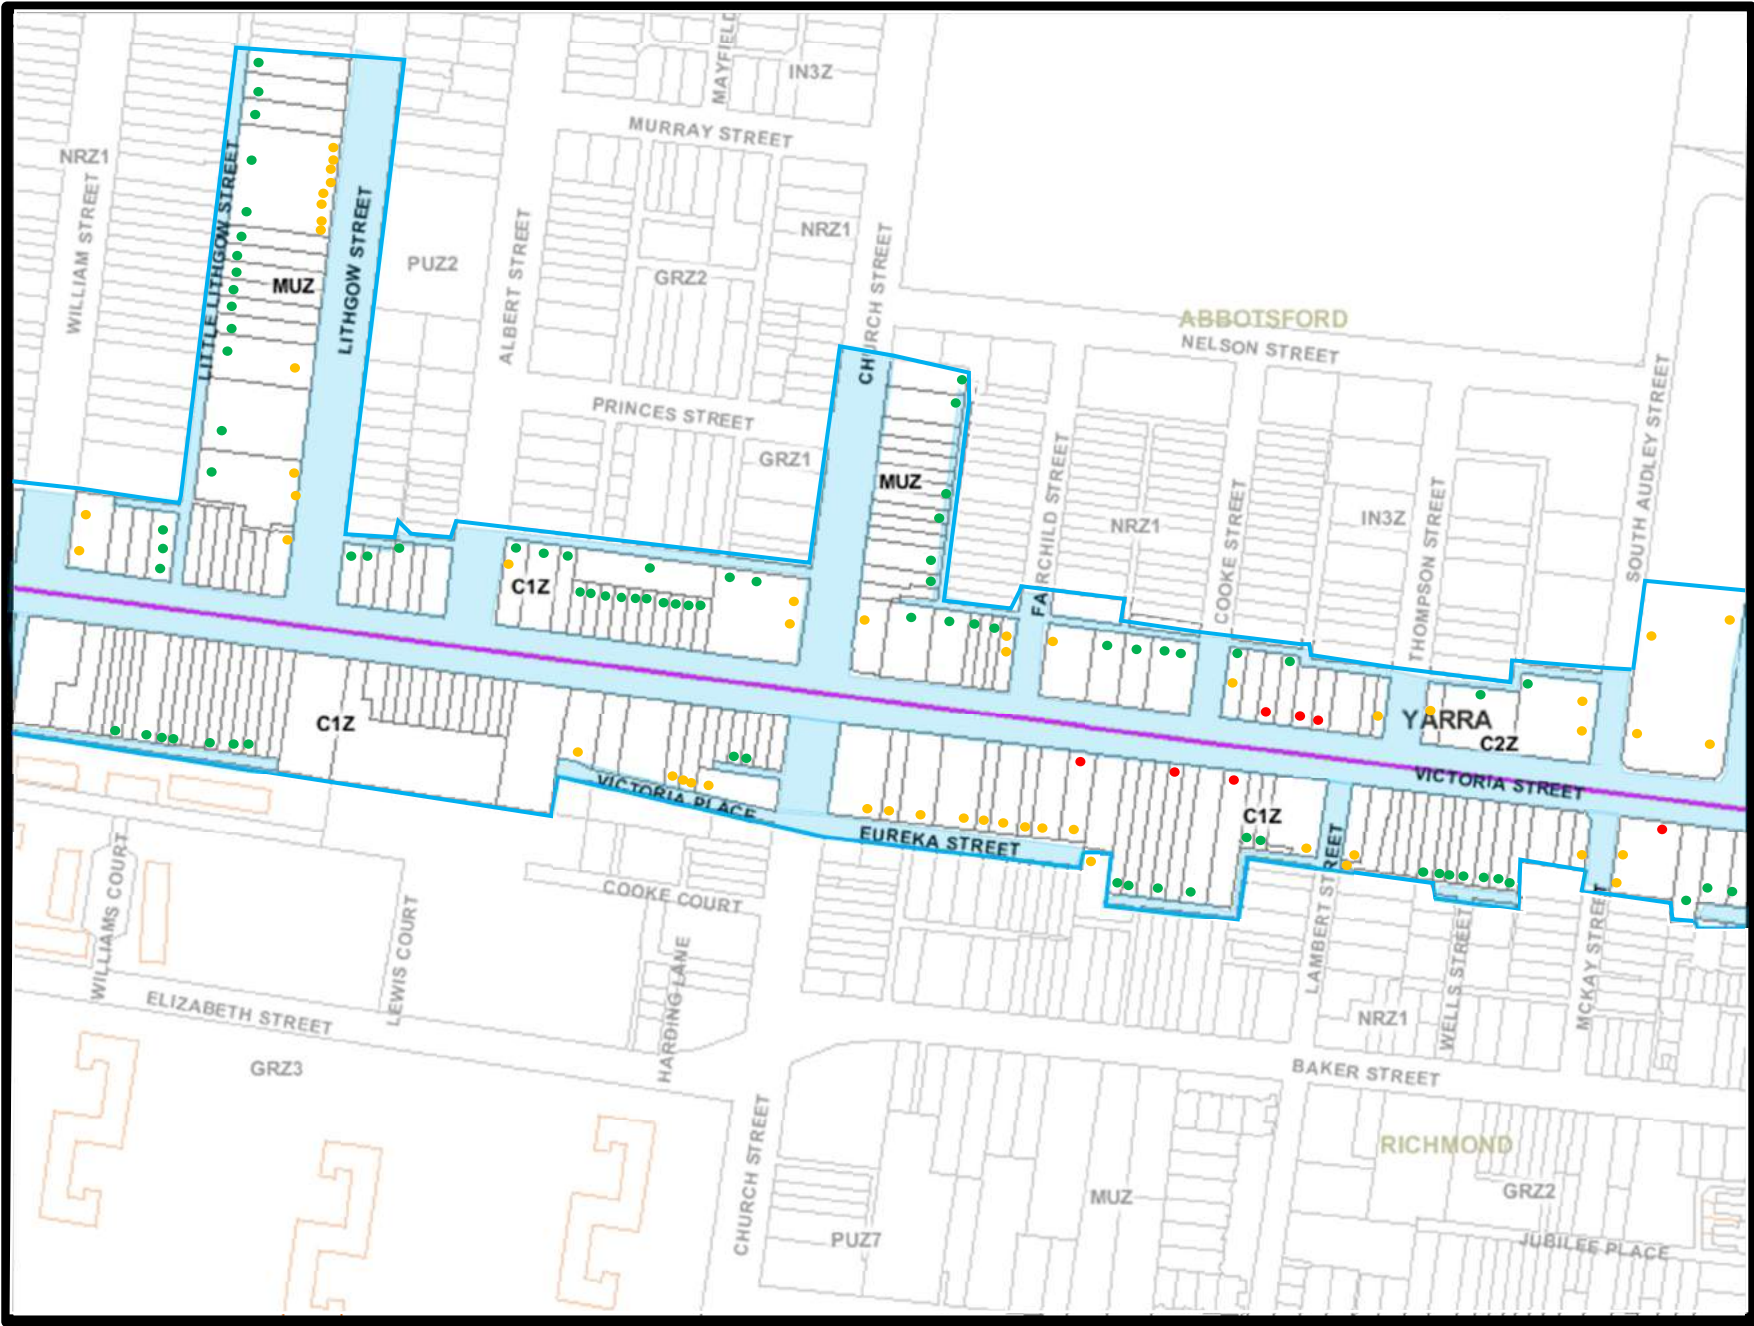 MAYFIELD
IN3Z
MURRAY STREET
NRZ1
WILLIAM STREET
LITTLE LITHGOW STREET
MUZ
LITHGOW STREET
PUZ2
ALBERT STREET
GRZ2
NRZ1
CHURCH STREET
ABBOTSFORD
NELSON STREET
PRINCES STREET
GRZ1
MUZ
FAIRCHILD STREET
NRZ1
COOKE STREET
IN3Z
THOMPSON STREET
SOUTH AUDLEY STREET
C1Z
C1Z
YARRA
C2Z
VICTORIA STREET
VICTORIA PLACE
EUREKA STREET
C1Z
COOKE COURT
WILLIAMS COURT
LEWIS COURT
HARDING LANE
LAMBERT STREET
WELLS STREET
MCKAY STREET
NRZ1
ELIZABETH STREET
GRZ3
BAKER STREET
RICHMOND
CHURCH STREET
MUZ
GRZ2
PUZ7
JUBILEE PLACE